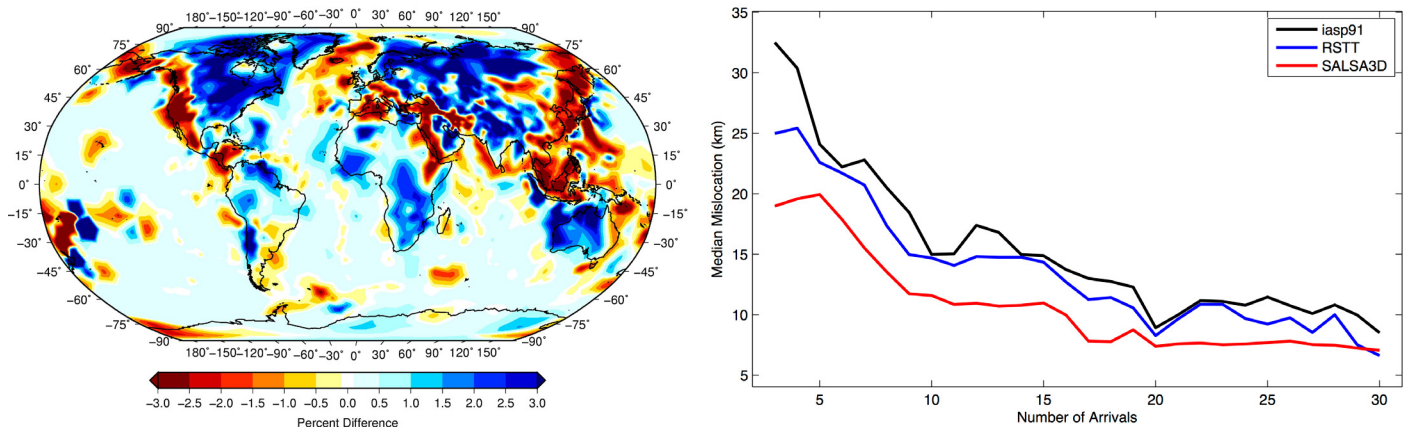 180° −150° −120° −90° −60° −30° 0° 30° 60° 90° 120° 150° 180°
90° 90°
75° 75°
60° 60°
45° 45°
30° 30°
15° 15°
0° 0°
−15° −15°
−30° −30°
−45° −45°
−60° −60°
−75° −75°
−90° −90°
180° −150° −120° −90° −60° −30° 0° 30° 60° 90° 120° 150° 180°
−3.0 −2.5 −2.0 −1.5 −1.0 −0.5 0.0 0.5 1.0 1.5 2.0 2.5 3.0
Percent Difference
Median Mislocation (km)
35
30
25
20
15
10
5
iasp91
RSTT
SALSA3D
5 10 15 20 25 30
Number of Arrivals